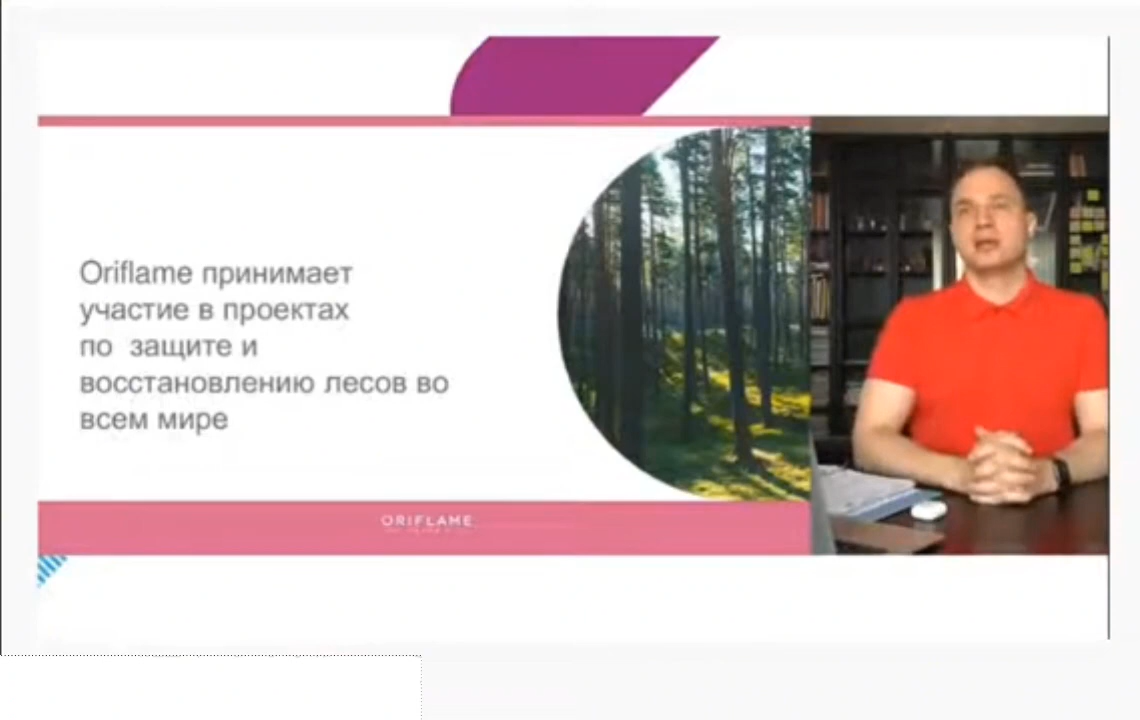 Oriflame принимает
участие в проектах
по  защите и
восстановлению лесов во
всем мире
ORIFLAME